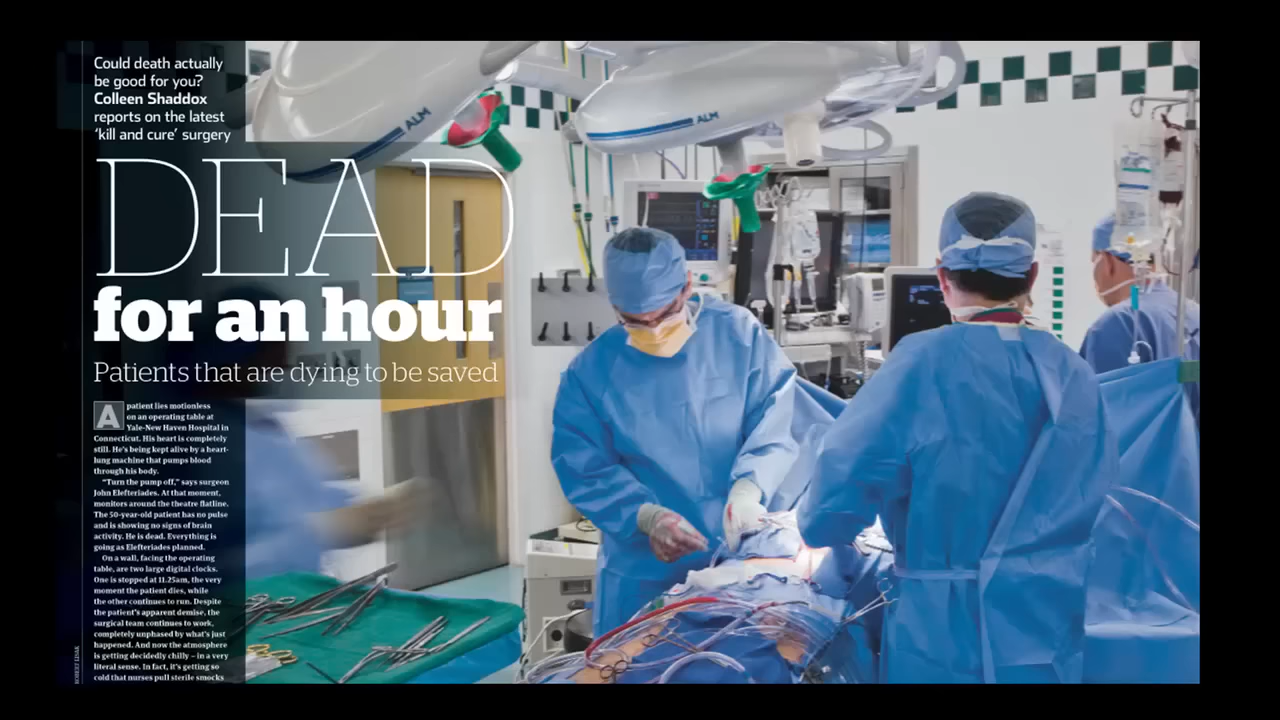 Could death actually
be good for you?
Colleen Shaddox
reports on the latest
‘kill and cure’ surgery
DEAD
for an hour
Patients that are dying to be saved
A patient lies motionless
on an operating table at
Yale-New Haven Hospital in
Connecticut. His heart is completely
still. He’s being kept alive by a heart-
lung machine that pumps blood
through his body.
“Turn the pump off,” says surgeon
John Elefteriades. At that moment,
monitors around the theatre flatline.
The 50-year-old patient has no pulse
and is showing no signs of brain
activity. He is dead. Everything is
going as Elefteriades planned.
On a wall, facing the operating
table, are two large digital clocks.
One is stopped at 11.25am, the very
moment the patient dies, while
the other continues to run. Despite
the patient’s apparent demise, the
surgical team continues to work,
completely unphased by what’s just
happened. And now the atmosphere
is getting decidedly chilly – in a very
literal sense. In fact, it’s getting so
cold that nurses pull sterile smocks
ALM
ALM